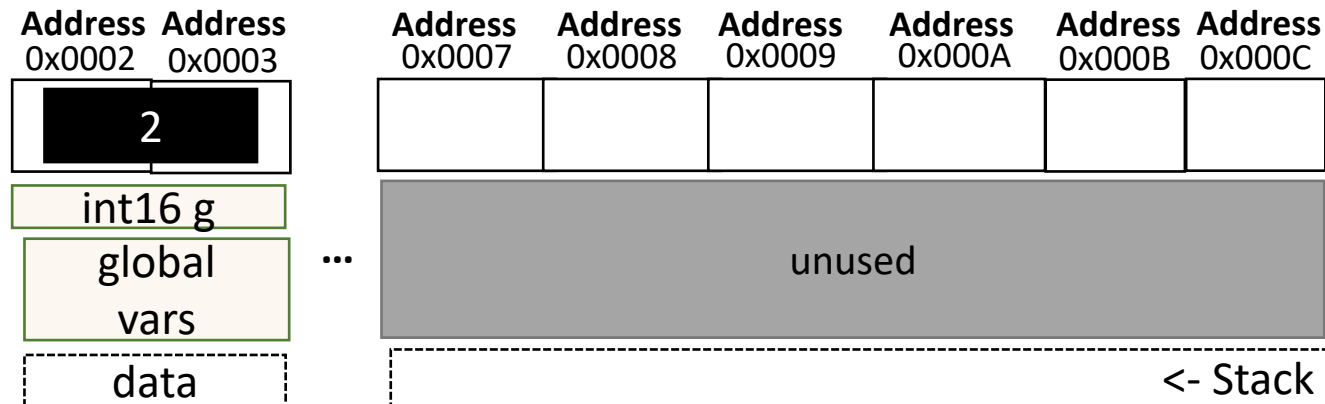 Address Address Address Address Address Address Address Address
0x0002 0x0003 0x0007 0x0008 0x0009 0x000A 0x000B 0x000C
2
int16 g
global
vars
...
unused
data
<- Stack